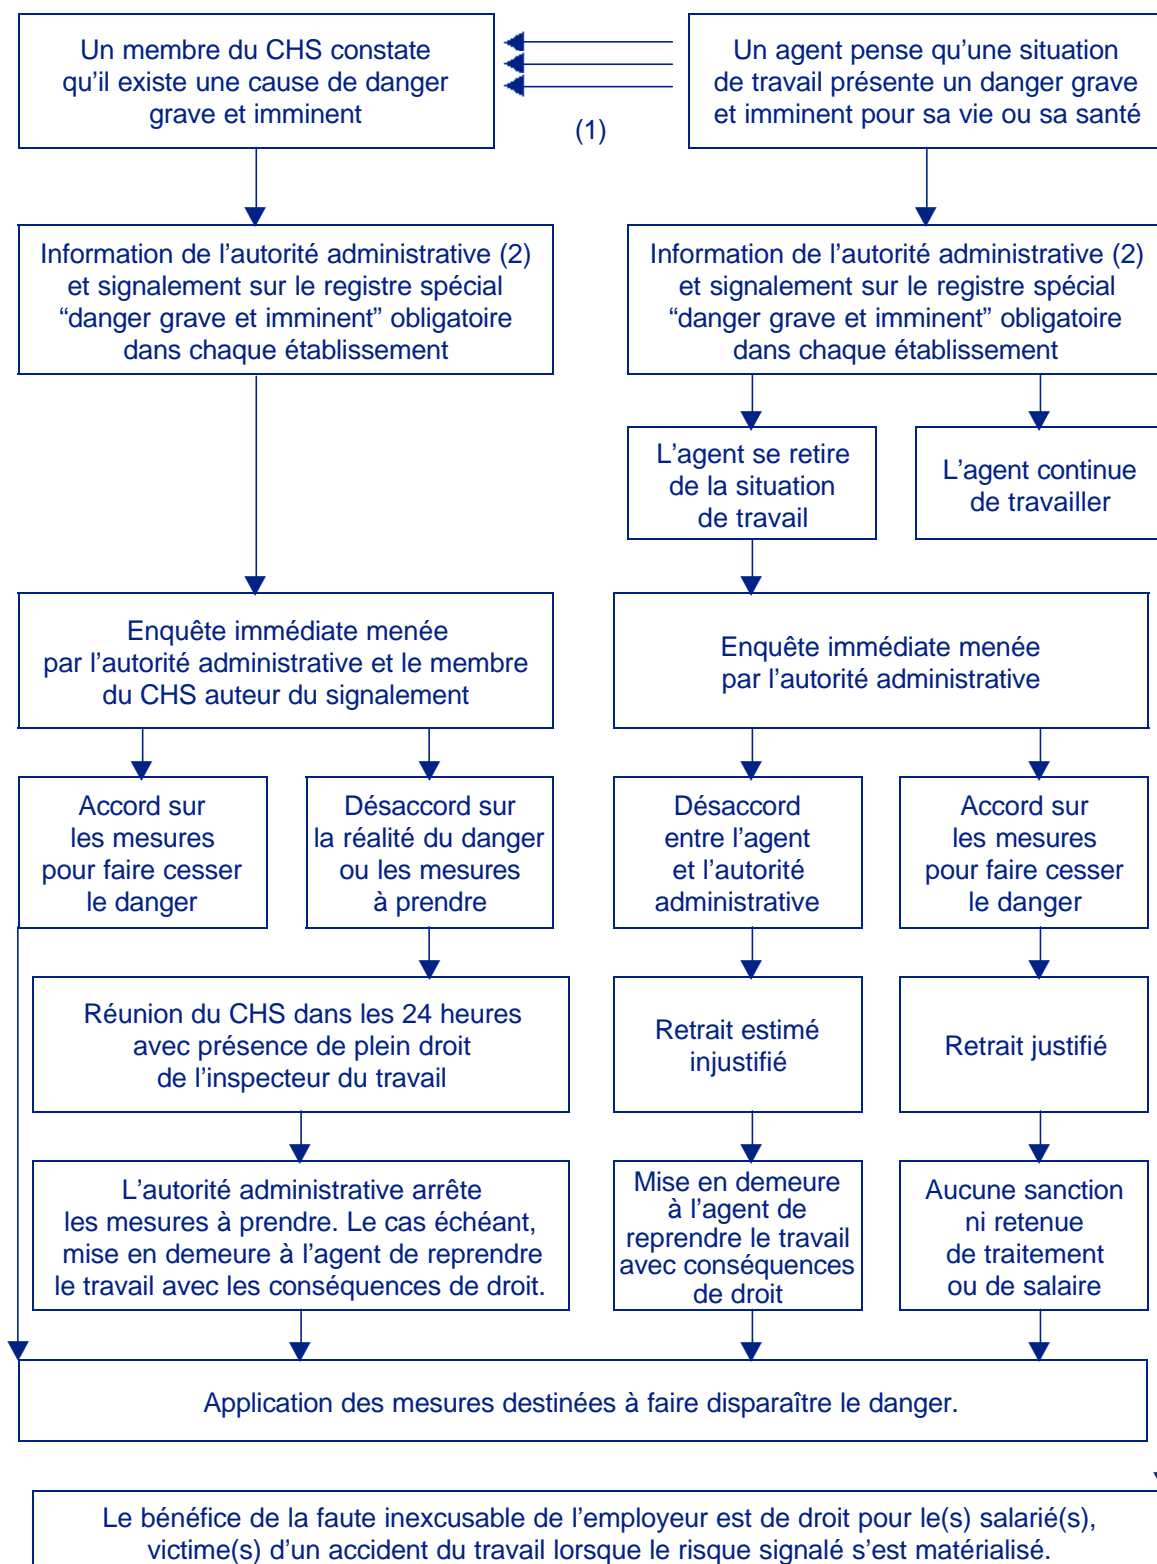 Un membre du CHS constate
qu’il existe une cause de danger
grave et imminent
(1)
Un agent pense qu’une situation
de travail présente un danger grave
et imminent pour sa vie ou sa santé
Information de l’autorité administrative (2)
et signalement sur le registre spécial
“danger grave et imminent” obligatoire
dans chaque établissement
Information de l’autorité administrative (2)
et signalement sur le registre spécial
“danger grave et imminent” obligatoire
dans chaque établissement
L’agent se retire
de la situation
de travail
L’agent continue
de travailler
Enquête immédiate menée
par l’autorité administrative et le membre
du CHS auteur du signalement
Enquête immédiate menée
par l’autorité administrative
Accord sur
les mesures
pour faire cesser
le danger
Désaccord sur
la réalité du danger
ou les mesures
à prendre
Désaccord
entre l’agent
et l’autorité
administrative
Accord sur
les mesures
pour faire cesser
le danger
Réunion du CHS dans les 24 heures
avec présence de plein droit
de l’inspecteur du travail
Retrait estimé
injustifié
Retrait justifié
L’autorité administrative arrête
les mesures à prendre. Le cas échéant,
mise en demeure à l’agent de reprendre
le travail avec les conséquences de droit.
Mise en demeure
à l’agent de
reprendre le travail
avec conséquences
de droit
Aucune sanction
ni retenue
de traitement
ou de salaire
Application des mesures destinées à faire disparaître le danger.
Le bénéfice de la faute inexcusable de l’employeur est de droit pour le(s) salarié(s),
victime(s) d’un accident du travail lorsque le risque signalé s’est matérialisé.